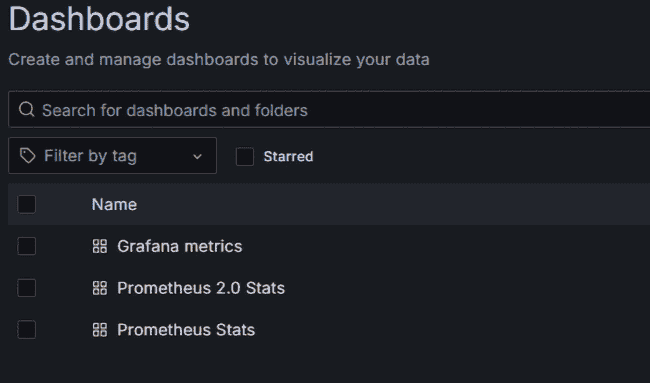 Dashboards
Create and manage dashboards to visualize your data
Search for dashboards and folders
Filter by tag Starred
Name
Grafana metrics
Prometheus 2.0 Stats
Prometheus Stats